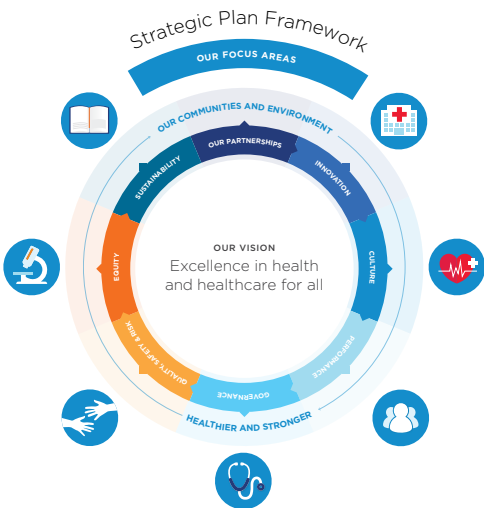 Strategic Plan Framework
OUR FOCUS AREAS
OUR COMMUNITIES AND ENVIRONMENT
OUR PARTNERSHIPS
INNOVATION
CULTURE
PERFORMANCE
GOVERNANCE
QUALITY SAFETY & RISK
EQUITY
SUSTAINABILITY
OUR VISION
Excellence in health
and healthcare for all
HEALTHIER AND STRONGER